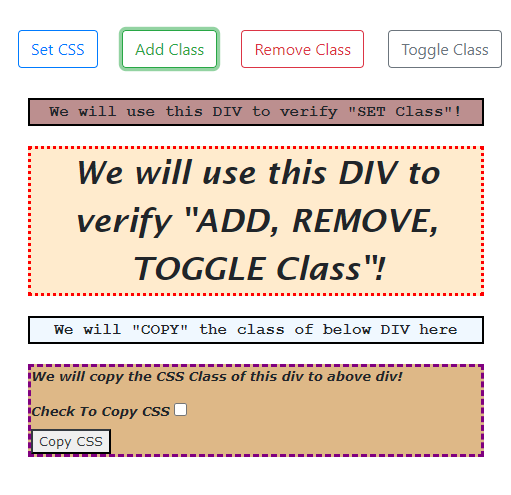 Set CSS Add Class Remove Class Toggle Class
We will use this DIV to verify "SET Class"!
We will use this DIV to
verify "ADD, REMOVE,
TOGGLE Class"!
We will "COPY" the class of below DIV here
We will copy the CSS Class of this div to above div!
Check To Copy CSS
Copy CSS